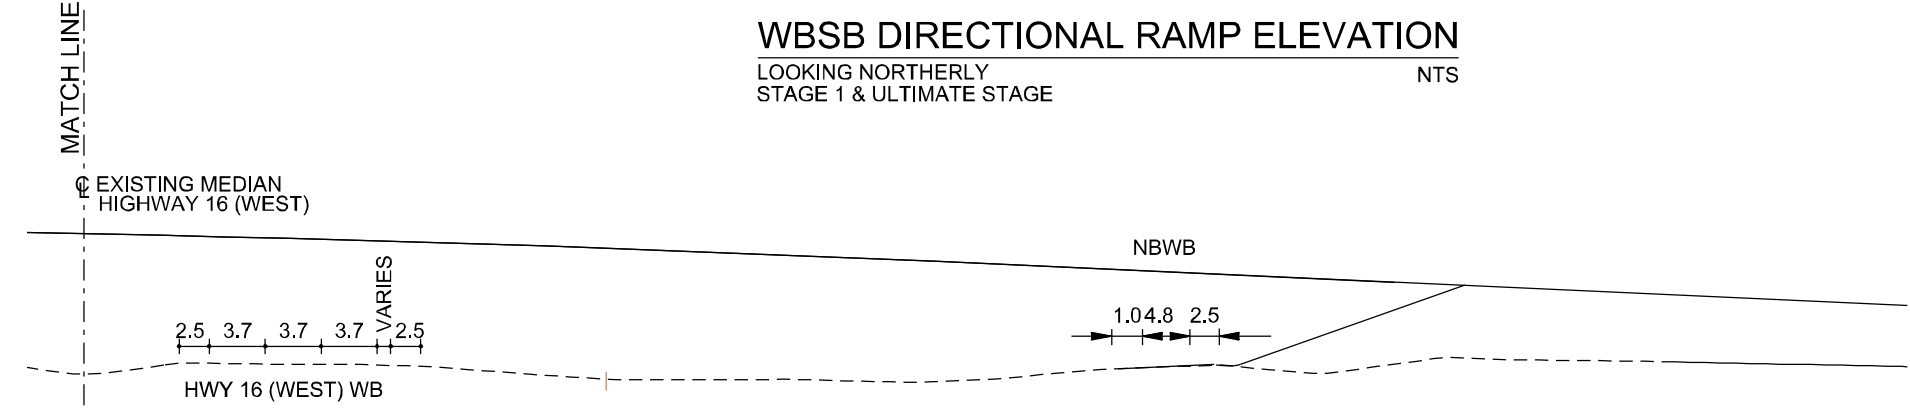 WBSB DIRECTIONAL RAMP ELEVATION
LOOKING NORTHERLY
NTS
STAGE 1 & ULTIMATE STAGE
MATCH LINE
℄ EXISTING MEDIAN
HIGHWAY 16 (WEST)
NBWB
VARIES
2.5 3.7 3.7 3.7 2.5
1.0 4.8 2.5
HWY 16 (WEST) WB